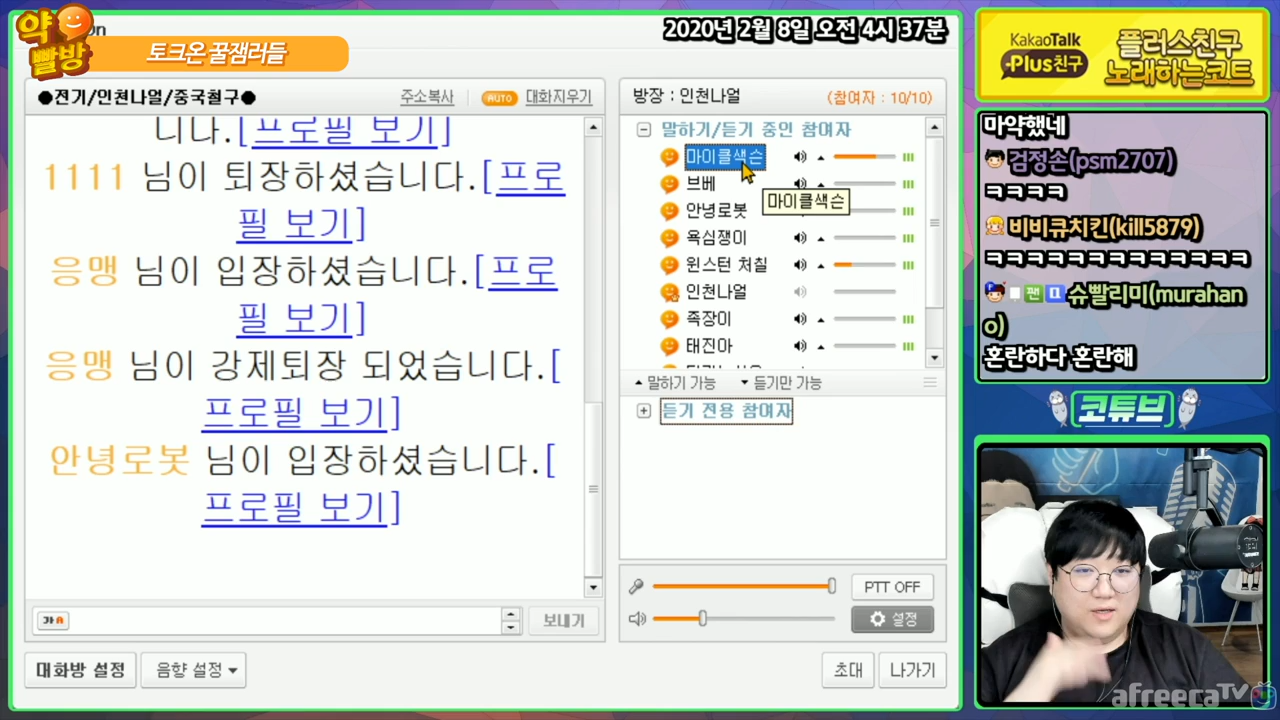 약빨방
on
토크온 꿀잼러들
2020년 2월 8일 오전 4시 37분
●전기/인천나얼/중국철구●
주소복사
AUTO 대화지우기
니다.[프로필 보기]
1111 님이 퇴장하셨습니다.[프로
필 보기]
응맹 님이 입장하셨습니다.[프로
필 보기]
응맹 님이 강제퇴장 되었습니다.[
프로필 보기]
안녕로봇 님이 입장하셨습니다.[
프로필 보기]
가A
보내기
대화방 설정
음향 설정
방장 : 인천나얼
(참여자 : 10/10)
말하기/듣기 중인 참여자
마이클색슨
브베
마이클색슨
안녕로봇
욕심쟁이
윈스턴 처칠
인천나얼
족장이
태진아
말하기 가능
듣기만 가능
듣기 전용 참여자
PTT OFF
설정
초대
나가기
KakaoTalk
Plus친구
플러스친구
노래하는코트
마약했네
검정손(psm2707)
ㅋㅋㅋㅋ
비비큐치킨(kill5879)
ㅋㅋㅋㅋㅋㅋㅋㅋㅋㅋㅋㅋㅋ
팬 슈빨리미(murahan
o)
혼란하다 혼란해
코튜브
afreecaTV